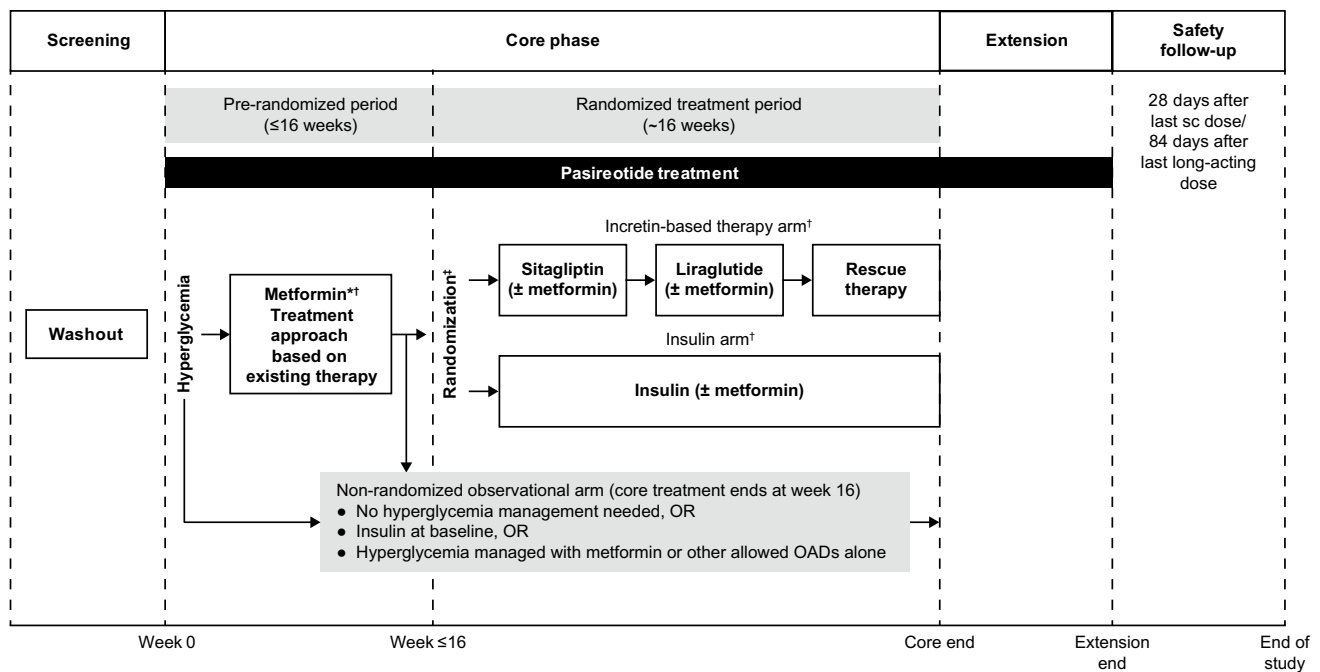 Screening
Core phase
Extension
Safety
follow-up
Pre-randomized period
(≤16 weeks)
Randomized treatment period
(~16 weeks)
28 days after
last sc dose/
84 days after
last long-acting
dose
Pasireotide treatment
Washout
Hyperglycemia
Metformin*†
Treatment
approach
based on
existing therapy
Randomization‡
Incretin-based therapy arm†
Sitagliptin
(± metformin)
Liraglutide
(± metformin)
Rescue
therapy
Insulin arm†
Insulin (± metformin)
Non-randomized observational arm (core treatment ends at week 16)
● No hyperglycemia management needed, OR
● Insulin at baseline, OR
● Hyperglycemia managed with metformin or other allowed OADs alone
Week 0
Week ≤16
Core end
Extension
end
End of
study